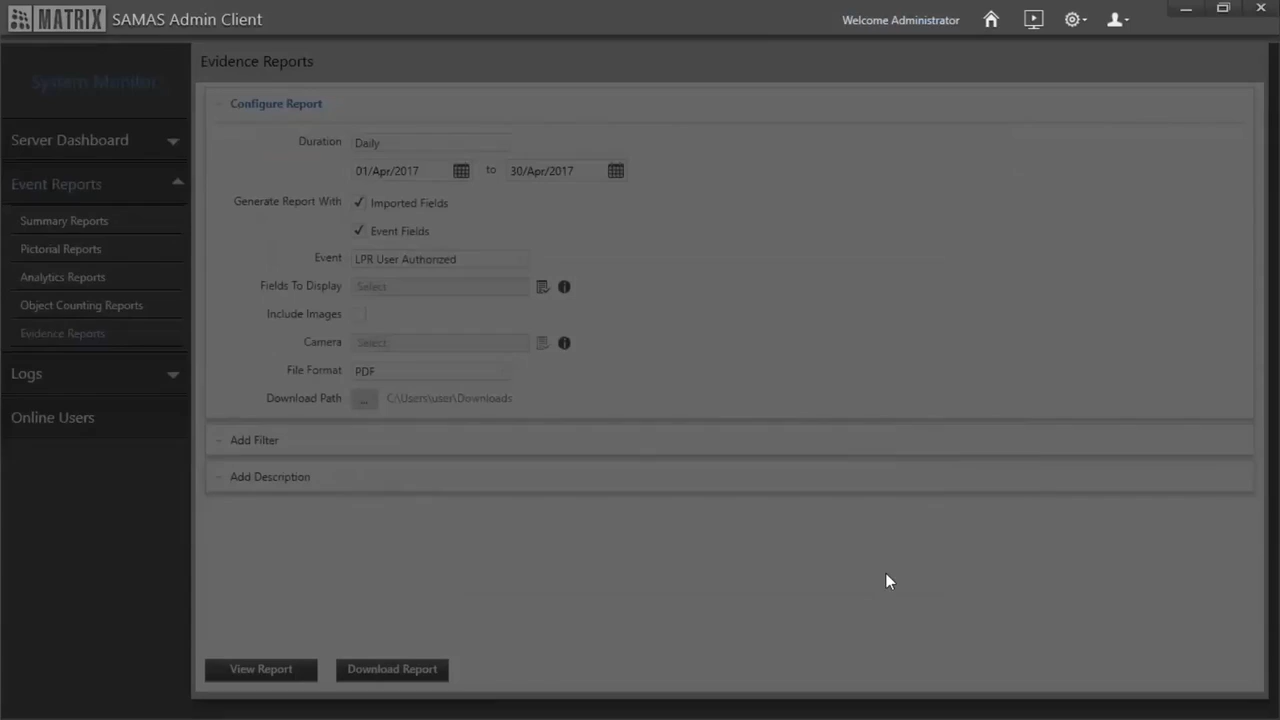 MATRIX SAMAS Admin Client
Welcome Administrator
System Monitor
Server Dashboard
Event Reports
Summary Reports
Pictorial Reports
Analytics Reports
Object Counting Reports
Evidence Reports
Logs
Online Users
Evidence Reports
Configure Report
Duration Daily
01/Apr/2017 to 30/Apr/2017
Generate Report With Imported Fields
Event Fields
Event LPR User Authorized
Fields To Display Select
Include Images
Camera Select
File Format PDF
Download Path ... C:\Users\user\Downloads
Add Filter
Add Description
View Report Download Report